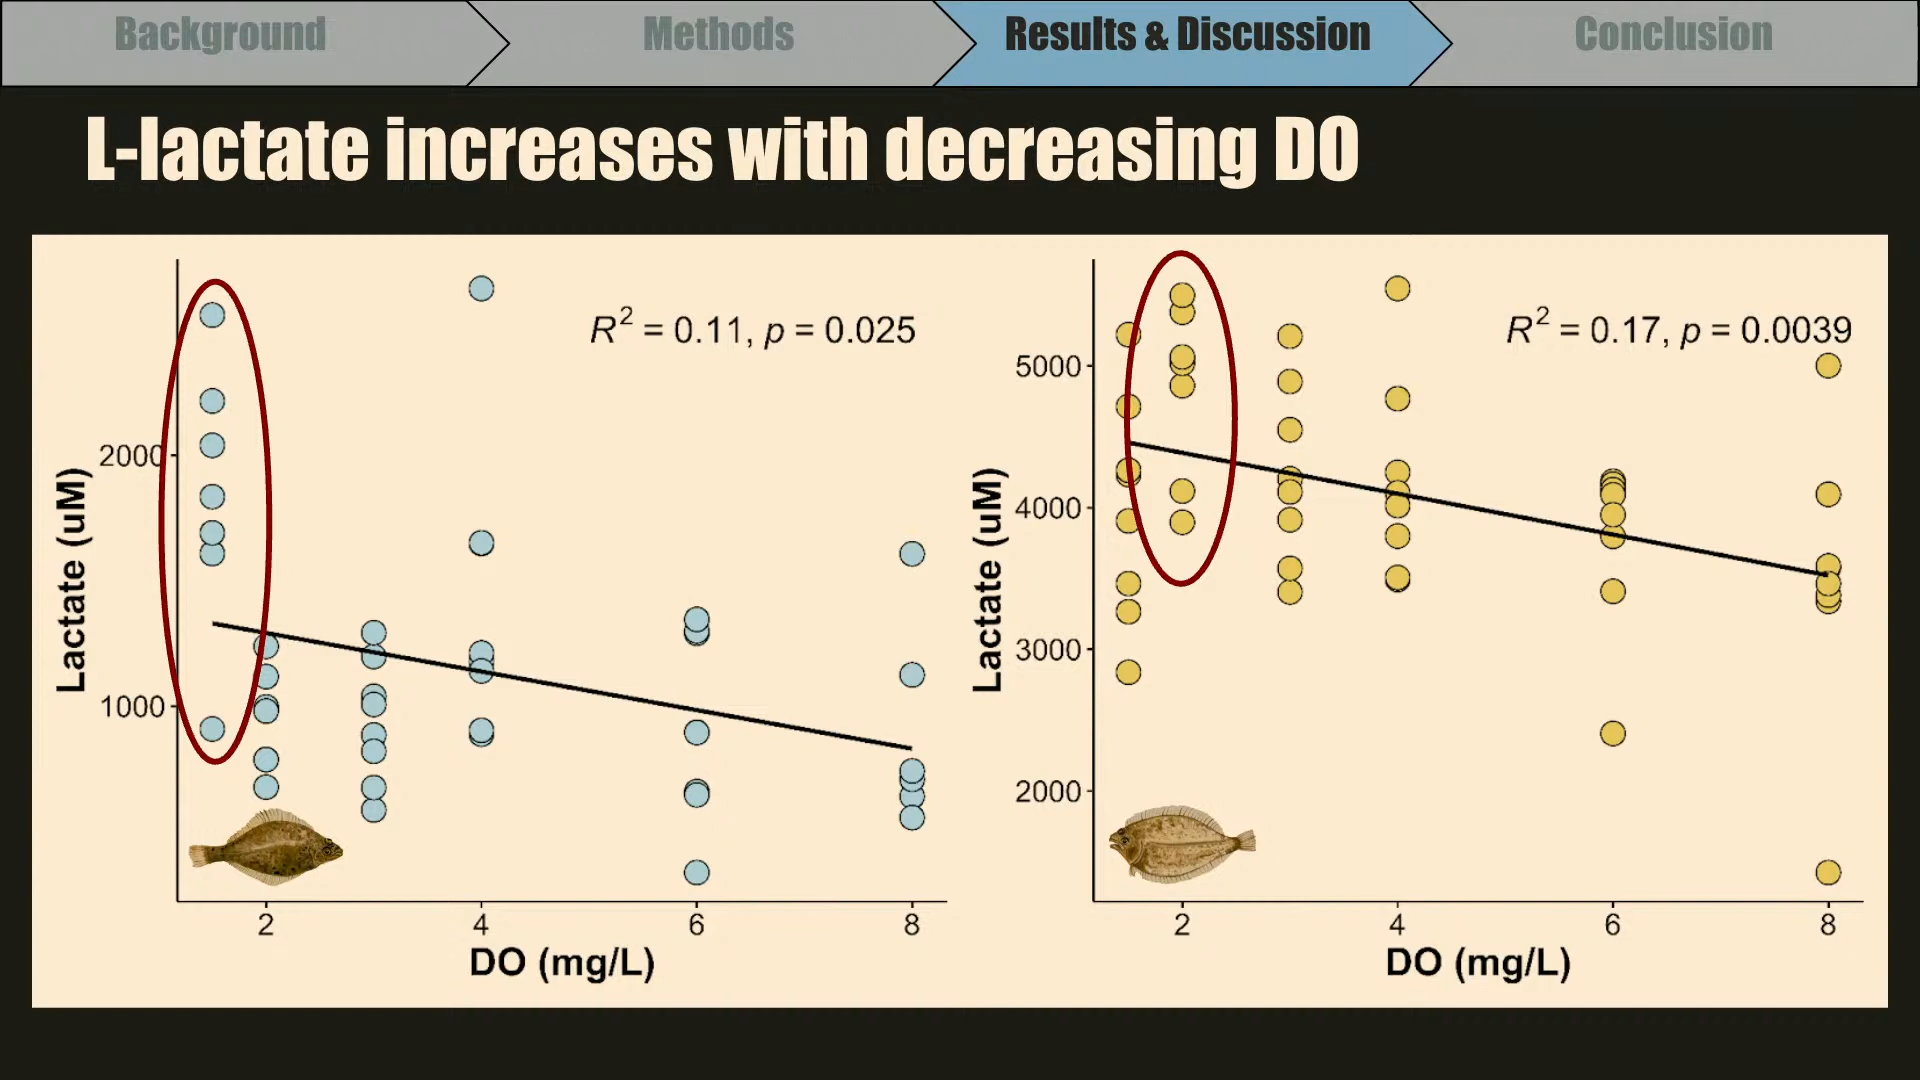 Background
Methods
Results & Discussion
Conclusion
L-lactate increases with decreasing DO
R² = 0.11, p = 0.025
2000
1000
Lactate (uM)
2 4 6 8
DO (mg/L)
R² = 0.17, p = 0.0039
5000
4000
3000
2000
Lactate (uM)
2 4 6 8
DO (mg/L)